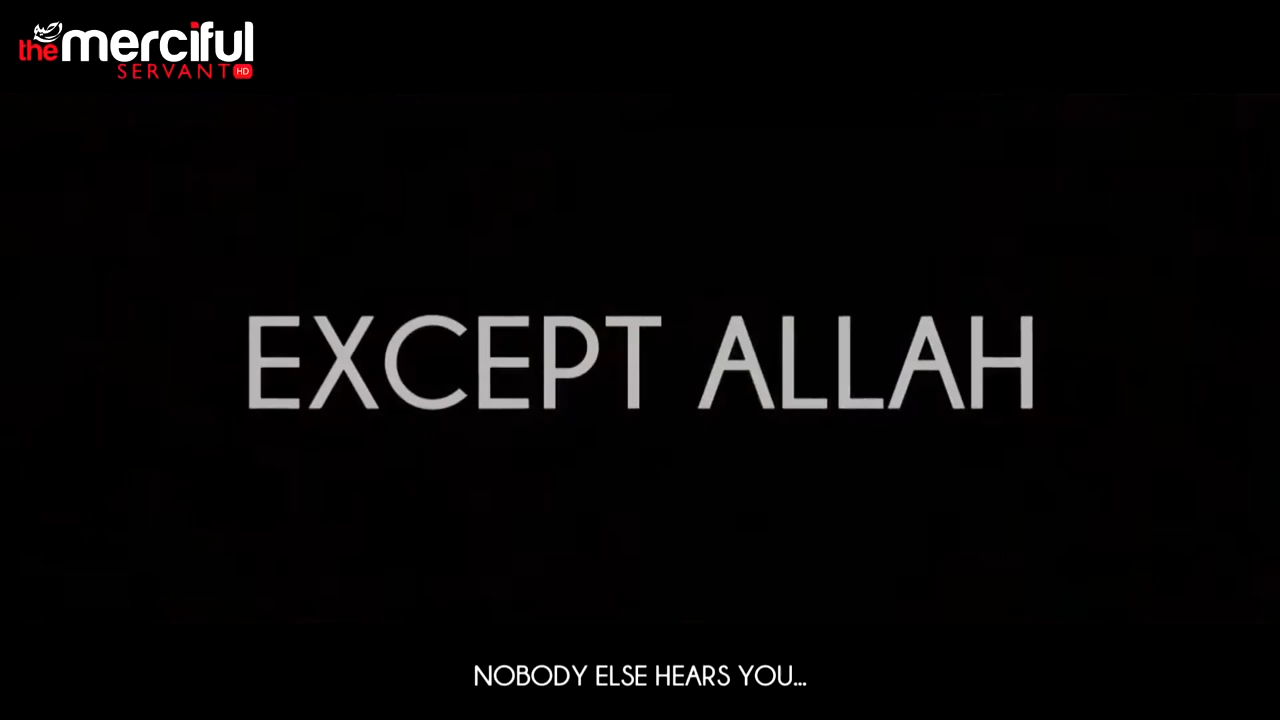 the merciful
SERVANT HD
EXCEPT ALLAH
NOBODY ELSE HEARS YOU...